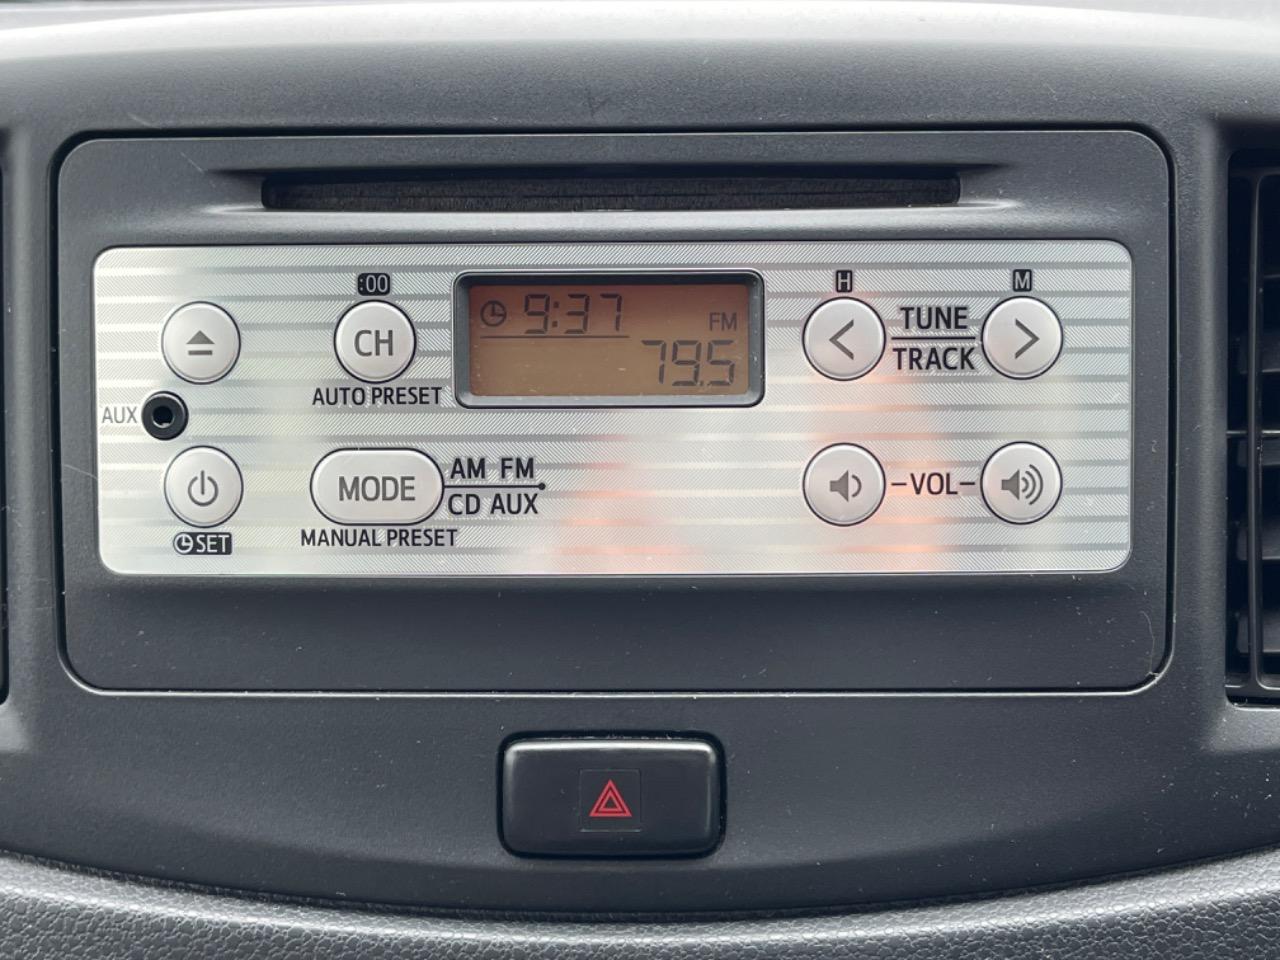 :00
H
M
9:37
FM
79.5
CH
TUNE
TRACK
AUTO PRESET
AUX
MODE
AM FM
CD AUX
-VOL-
MANUAL PRESET
SET